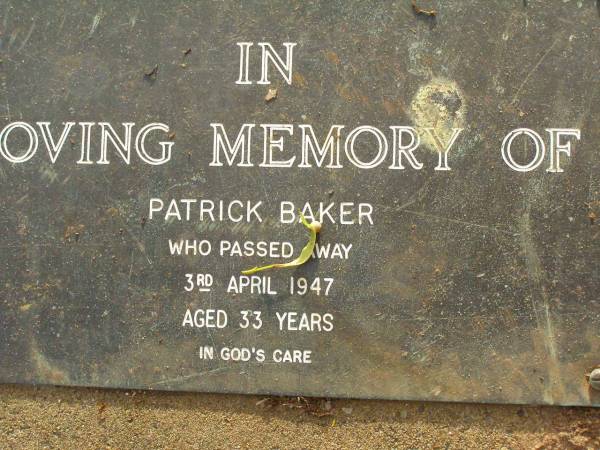 IN
OVING MEMORY OF
PATRICK BAKER
WHO PASSED AWAY
3RD APRIL 1947
AGED 33 YEARS
IN GOD'S CARE